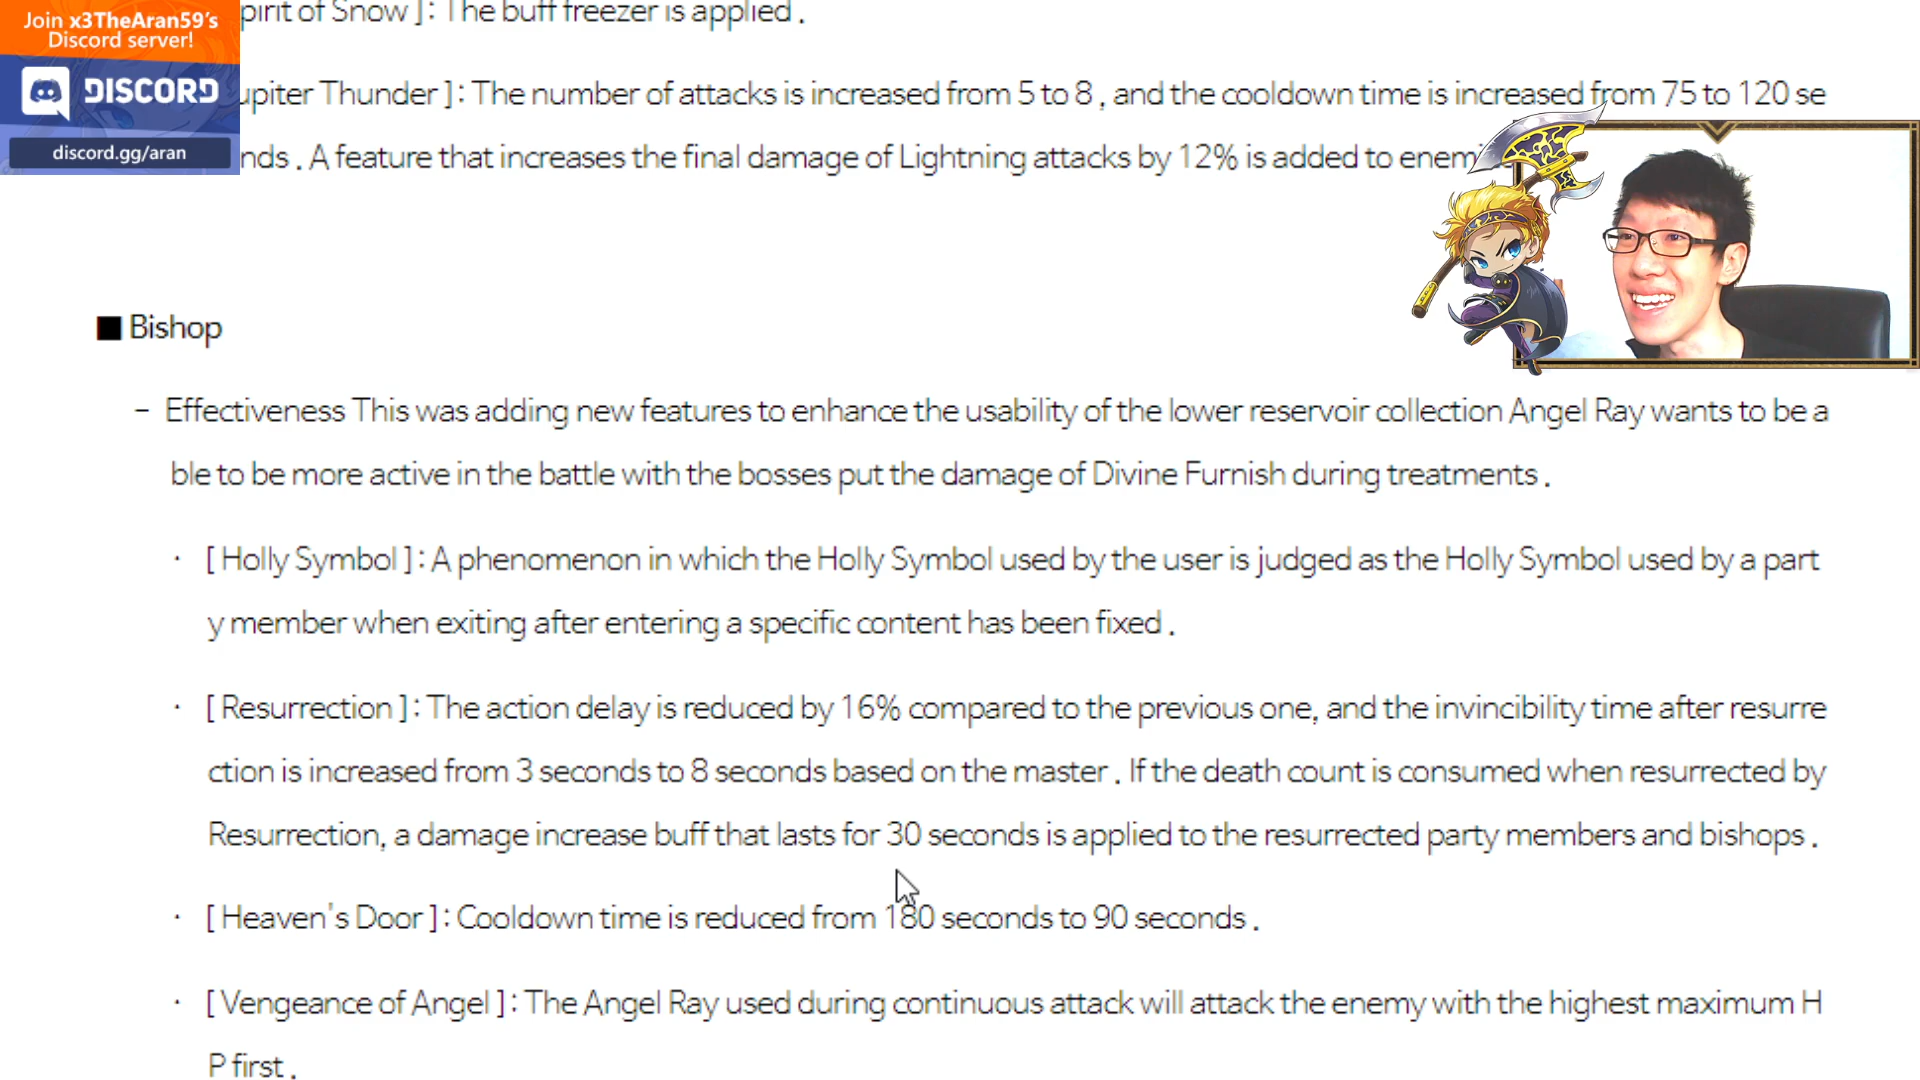 Join x3TheAran59's
Discord server!
DISCORD
discord.gg/aran
pirit of Snow ] : The buff freezer is applied .
upiter Thunder ] : The number of attacks is increased from 5 to 8 , and the cooldown time is increased from 75 to 120 se
nds . A feature that increases the final damage of Lightning attacks by 12% is added to enemi
■ Bishop
- Effectiveness This was adding new features to enhance the usability of the lower reservoir collection Angel Ray wants to be a
ble to be more active in the battle with the bosses put the damage of Divine Furnish during treatments .
· [ Holly Symbol ] : A phenomenon in which the Holly Symbol used by the user is judged as the Holly Symbol used by a part
y member when exiting after entering a specific content has been fixed .
· [ Resurrection ] : The action delay is reduced by 16% compared to the previous one, and the invincibility time after resurre
ction is increased from 3 seconds to 8 seconds based on the master . If the death count is consumed when resurrected by
Resurrection, a damage increase buff that lasts for 30 seconds is applied to the resurrected party members and bishops .
· [ Heaven's Door ] : Cooldown time is reduced from 180 seconds to 90 seconds .
· [ Vengeance of Angel ] : The Angel Ray used during continuous attack will attack the enemy with the highest maximum H
P first .